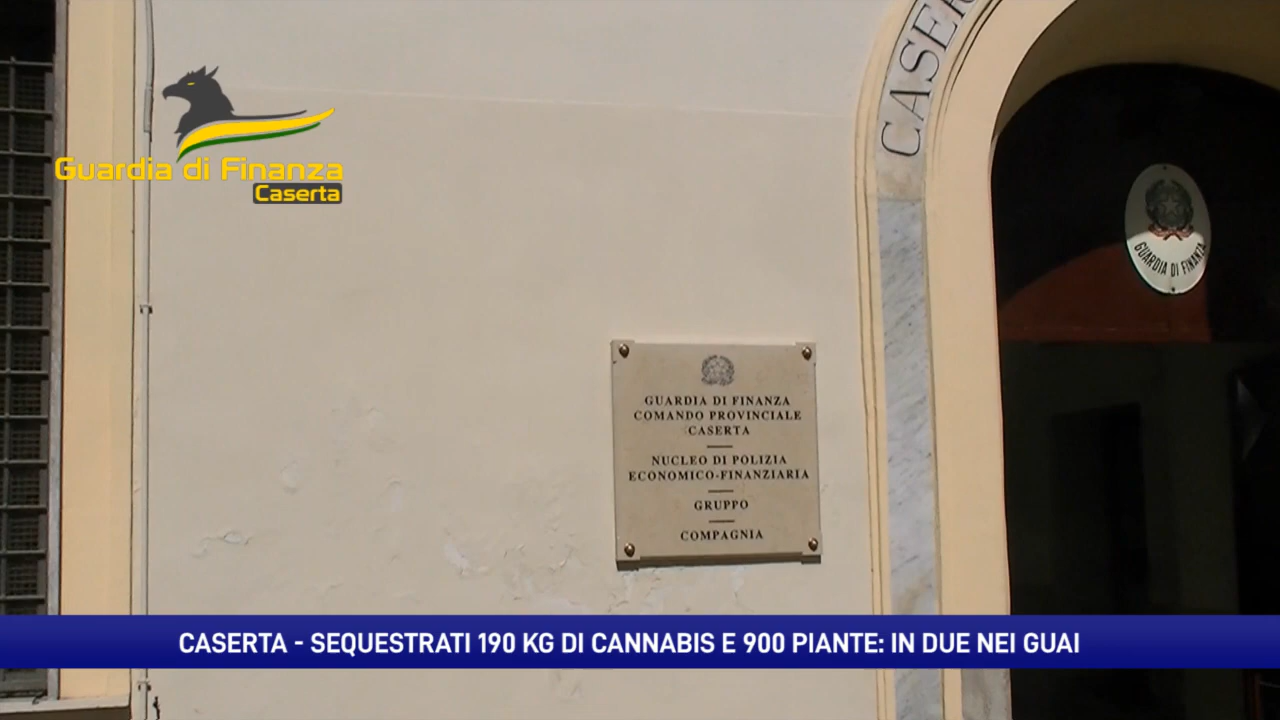 Guardia di Finanza
Caserta
CASER
GUARDIA DI FINANZA
GUARDIA DI FINANZA
COMANDO PROVINCIALE
CASERTA
NUCLEO DI POLIZIA
ECONOMICO-FINANZIARIA
GRUPPO
COMPAGNIA
CASERTA - SEQUESTRATI 190 KG DI CANNABIS E 900 PIANTE: IN DUE NEI GUAI